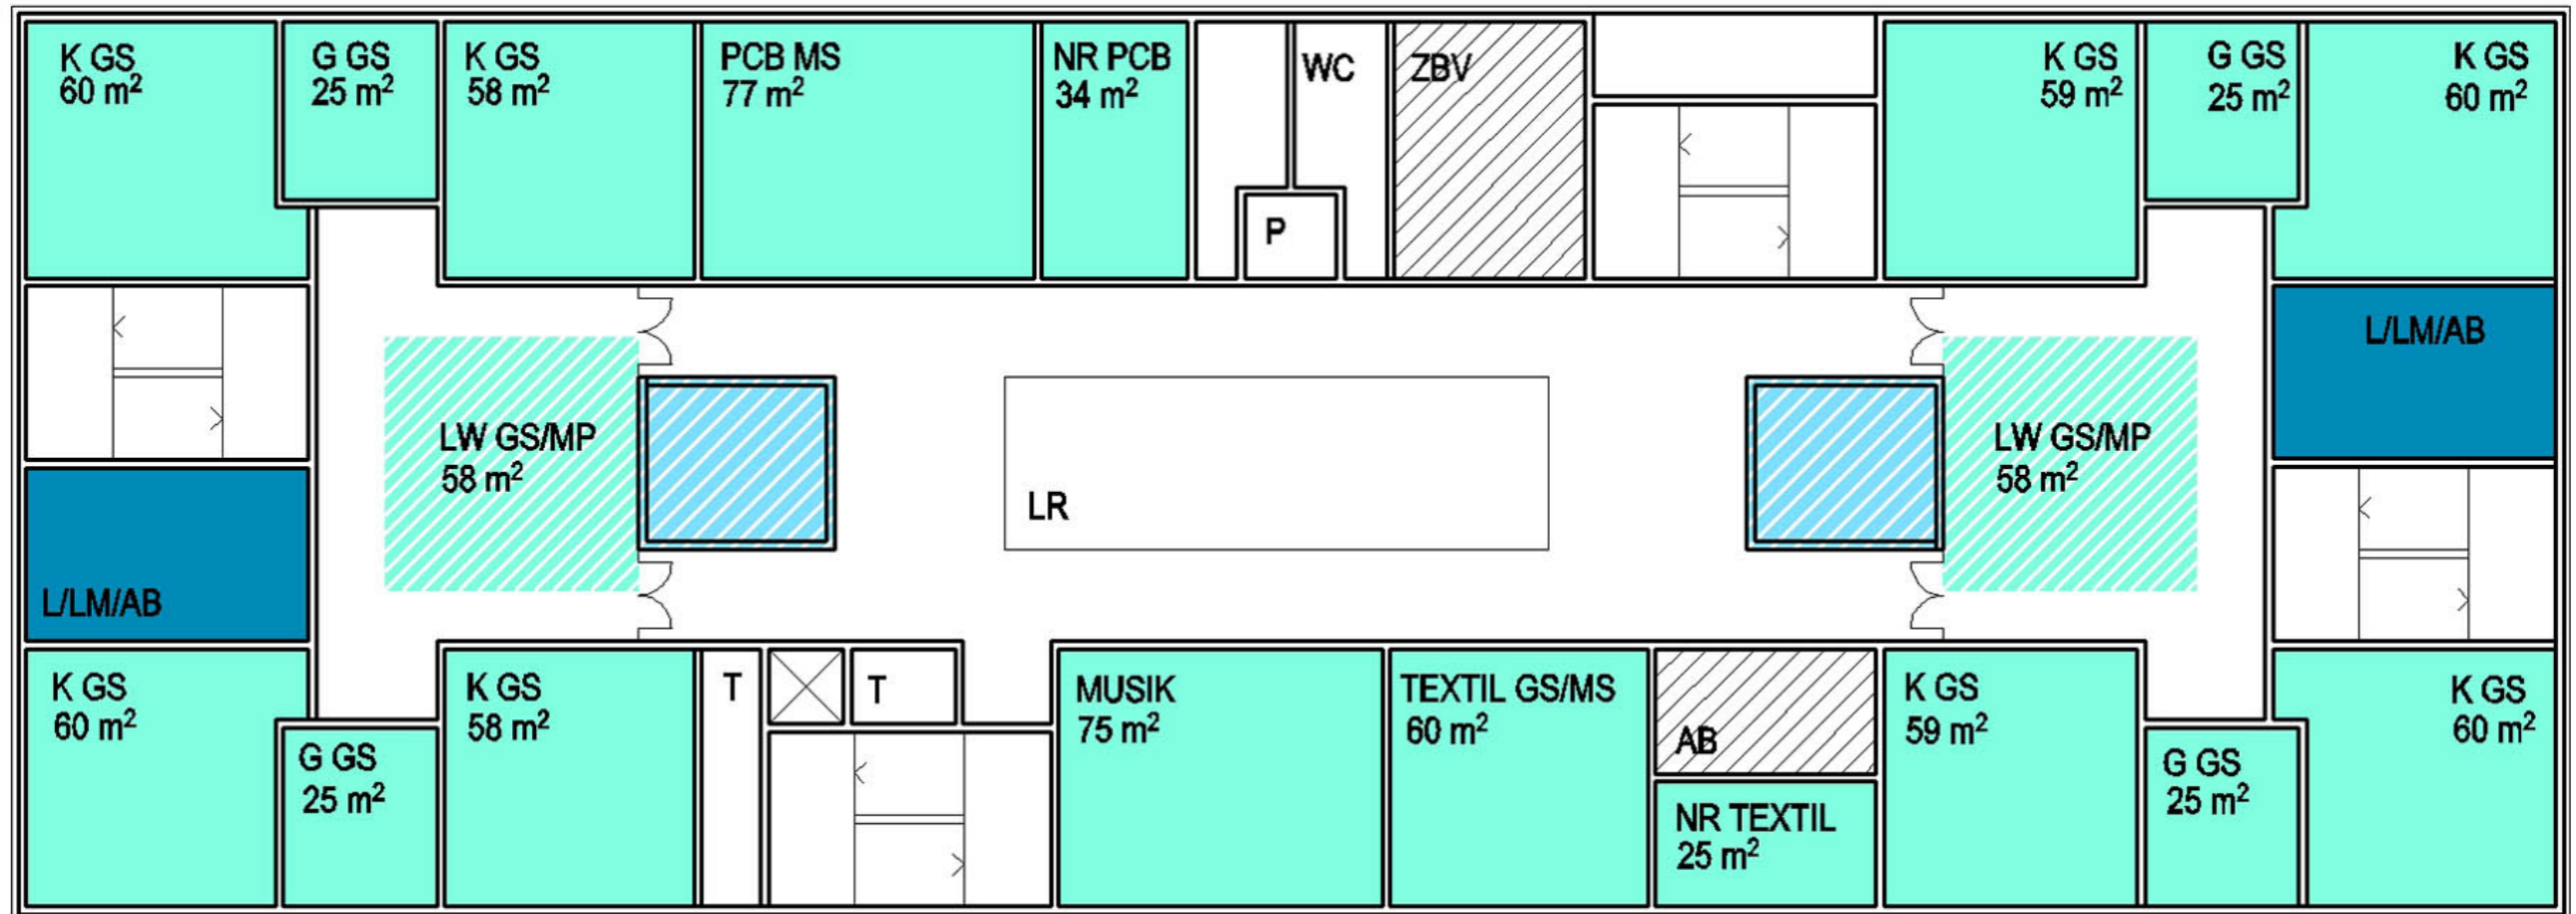 K GS
60 m²
G GS
25 m²
K GS
58 m²
PCB MS
77 m²
NR PCB
34 m²
WC
ZBV
K GS
59 m²
G GS
25 m²
K GS
60 m²
P
L/LM/AB
LW GS/MP
58 m²
LR
LW GS/MP
58 m²
L/LM/AB
K GS
60 m²
G GS
25 m²
K GS
58 m²
T
T
MUSIK
75 m²
TEXTIL GS/MS
60 m²
AB
NR TEXTIL
25 m²
K GS
59 m²
G GS
25 m²
K GS
60 m²